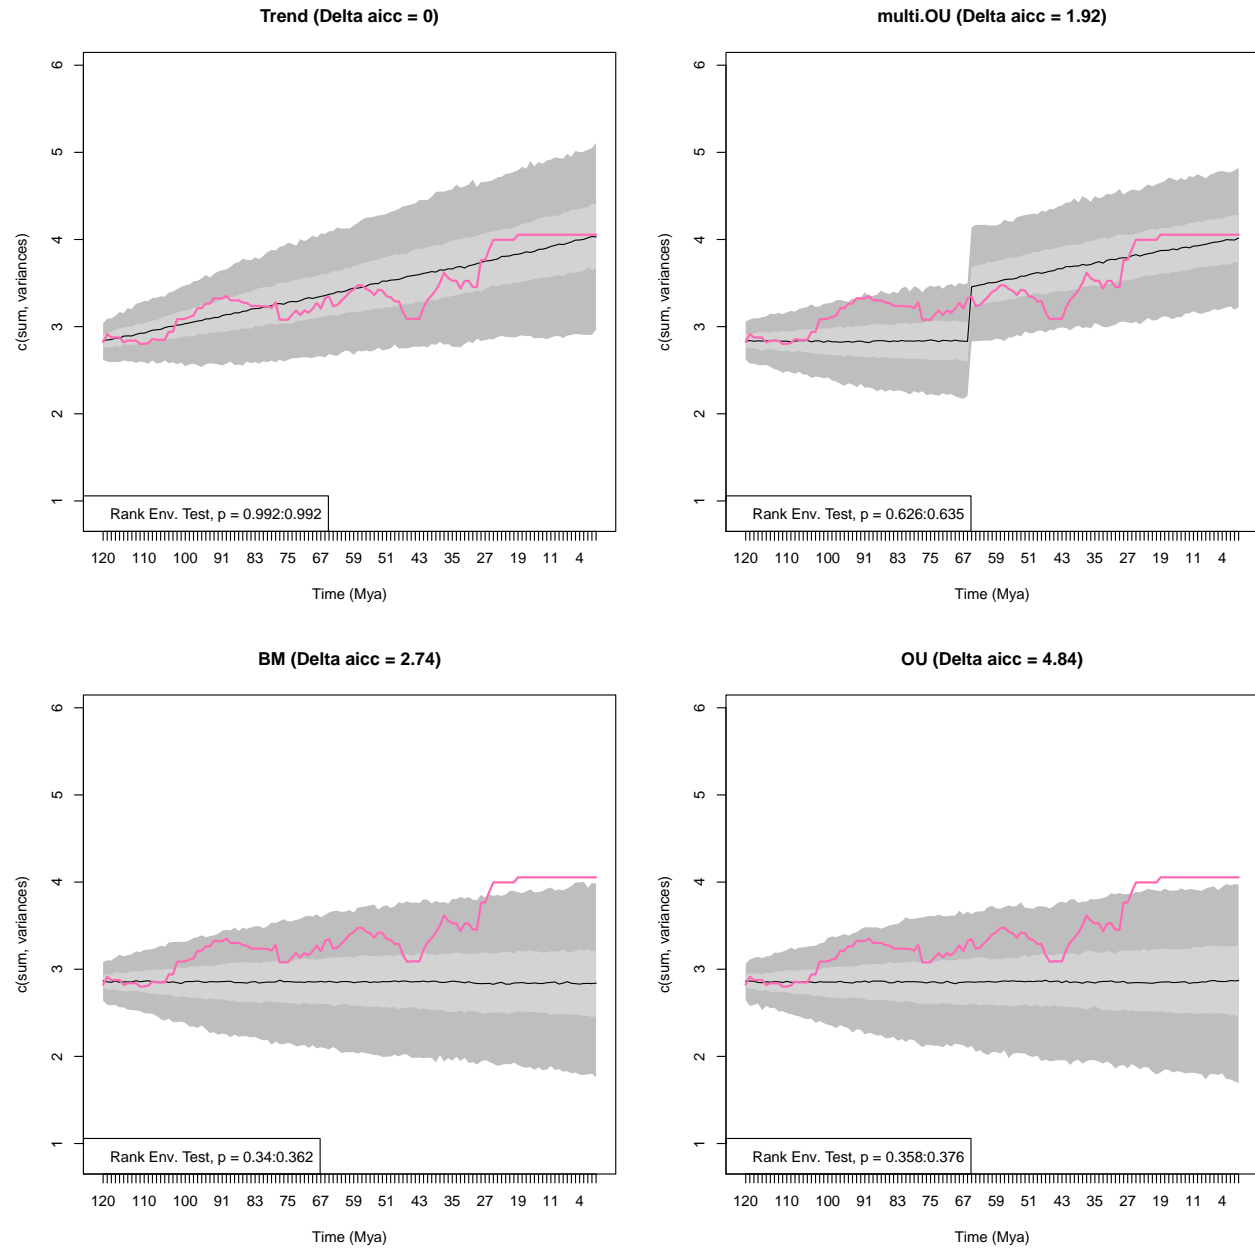 Trend (Delta aicc = 0)
c(sum, variances)
6
5
4
3
2
1
Rank Env. Test, p = 0.992:0.992
120 110 100 91 83 75 67 59 51 43 35 27 19 11 4
Time (Mya)
multi.OU (Delta aicc = 1.92)
c(sum, variances)
6
5
4
3
2
1
Rank Env. Test, p = 0.626:0.635
120 110 100 91 83 75 67 59 51 43 35 27 19 11 4
Time (Mya)
BM (Delta aicc = 2.74)
c(sum, variances)
6
5
4
3
2
1
Rank Env. Test, p = 0.34:0.362
120 110 100 91 83 75 67 59 51 43 35 27 19 11 4
Time (Mya)
OU (Delta aicc = 4.84)
c(sum, variances)
6
5
4
3
2
1
Rank Env. Test, p = 0.358:0.376
120 110 100 91 83 75 67 59 51 43 35 27 19 11 4
Time (Mya)